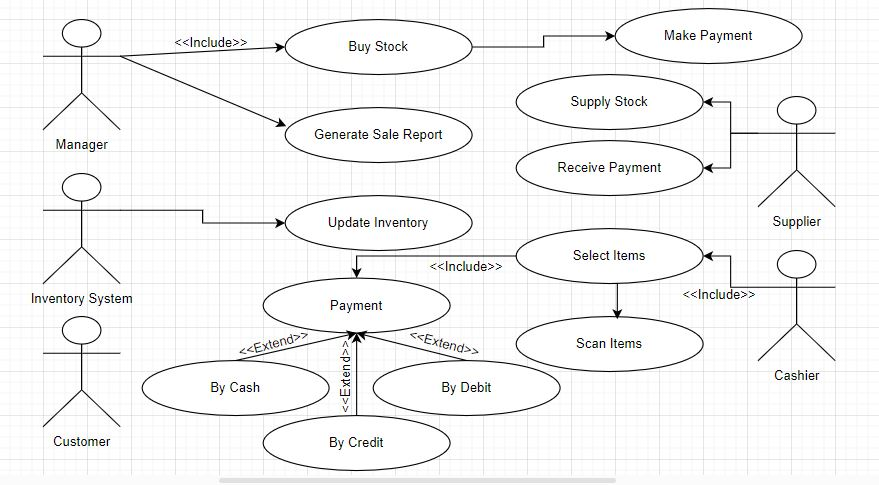 <<Include>>
Buy Stock
Make Payment
Manager
Generate Sale Report
Supply Stock
Receive Payment
Supplier
Update Inventory
Inventory System
Select Items
<<Include>>
<<Include>>
Payment
Scan Items
Cashier
<<Extend>>
<<Extend>>
<<Extend>>
By Cash
By Debit
By Credit
Customer